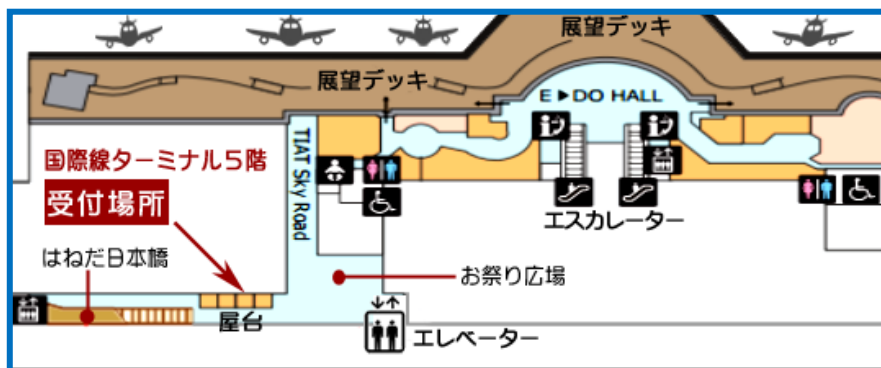 展望デッキ
展望デッキ
E▶DO HALL
国際線ターミナル5階
受付場所
TIAT Sky Road
エスカレーター
はねだ日本橋
お祭り広場
屋台
エレベーター